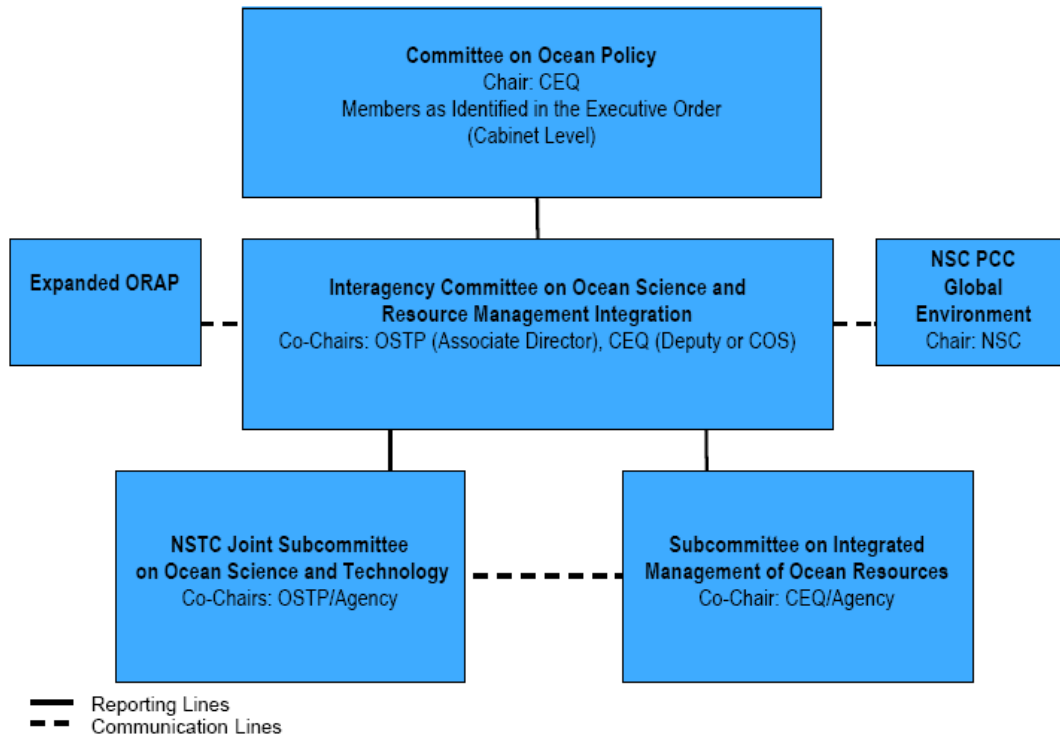 Committee on Ocean Policy
Chair: CEQ
Members as Identified in the Executive Order
(Cabinet Level)
Expanded ORAP
Interagency Committee on Ocean Science and
Resource Management Integration
Co-Chairs: OSTP (Associate Director), CEQ (Deputy or COS)
NSC PCC
Global
Environment
Chair: NSC
NSTC Joint Subcommittee
on Ocean Science and Technology
Co-Chairs: OSTP/Agency
Subcommittee on Integrated
Management of Ocean Resources
Co-Chair: CEQ/Agency
Reporting Lines
Communication Lines